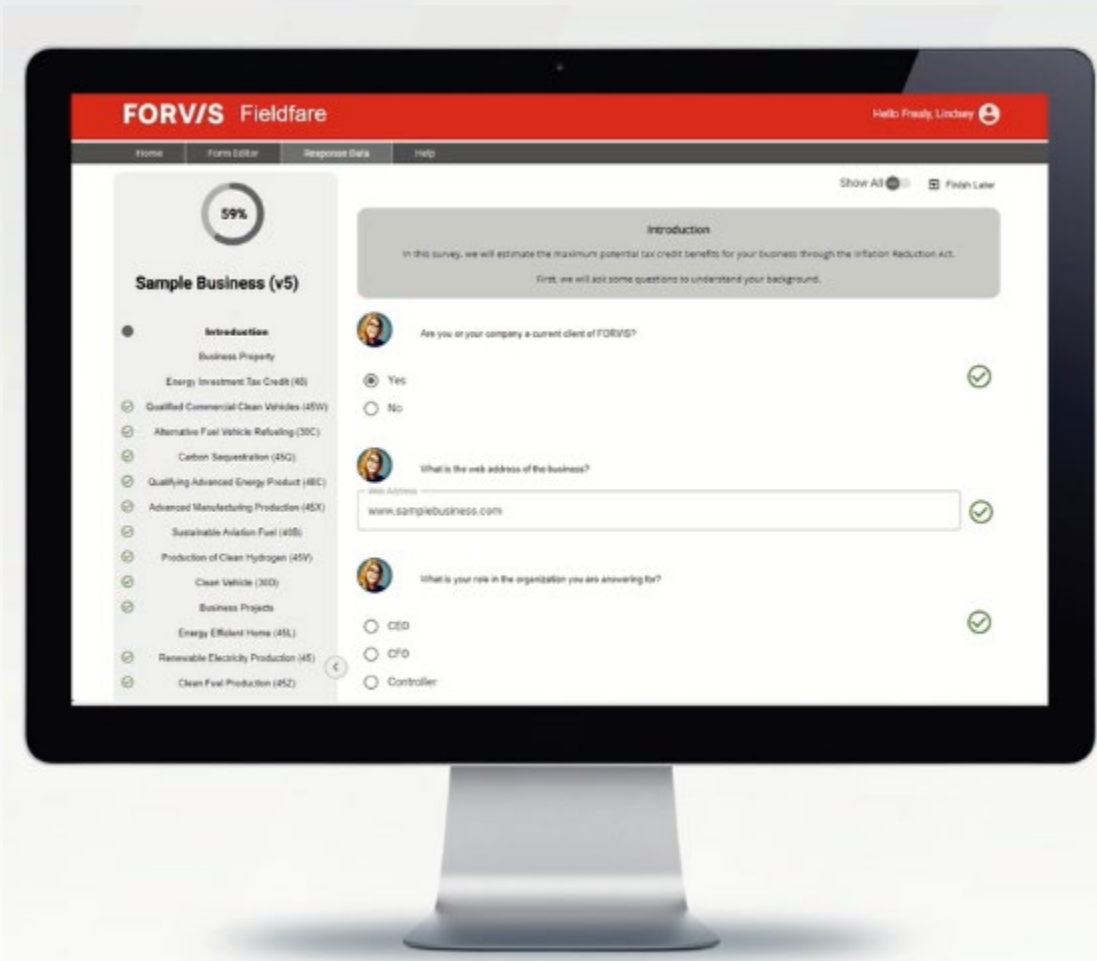 FORV/S Fieldfare
Hello Frealy, Lindsey
Home Form Editor Response Data Help
Show All Finish Later
59%
Sample Business (v5)
Introduction
Business Property
Energy Investment Tax Credit (48)
Qualified Commercial Clean Vehicles (45W)
Alternative Fuel Vehicle Refueling (30C)
Carbon Sequestration (45Q)
Qualifying Advanced Energy Product (48C)
Advanced Manufacturing Production (45X)
Sustainable Aviation Fuel (40B)
Production of Clean Hydrogen (45V)
Clean Vehicle (30D)
Business Projects
Energy Efficient Home (45L)
Renewable Electricity Production (45)
Clean Fuel Production (45Z)
Introduction
In this survey, we will estimate the maximum potential tax credit benefits for your business through the Inflation Reduction Act.
First, we will ask some questions to understand your background.
Are you or your company a current client of FORVIS?
Yes
No
What is the web address of the business?
Web Address
www.samplebusiness.com
What is your role in the organization you are answering for?
CEO
CFO
Controller